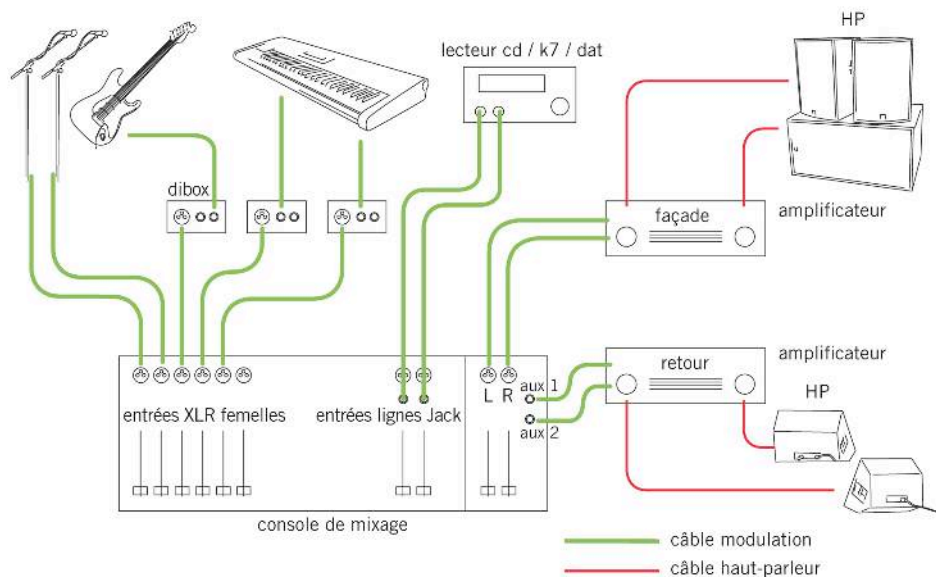 HP
lecteur cd / k7 / dat
dibox
façade
amplificateur
retour
amplificateur
aux 1
L R
entrées XLR femelles
entrées lignes Jack
aux 2
HP
console de mixage
câble modulation
câble haut-parleur